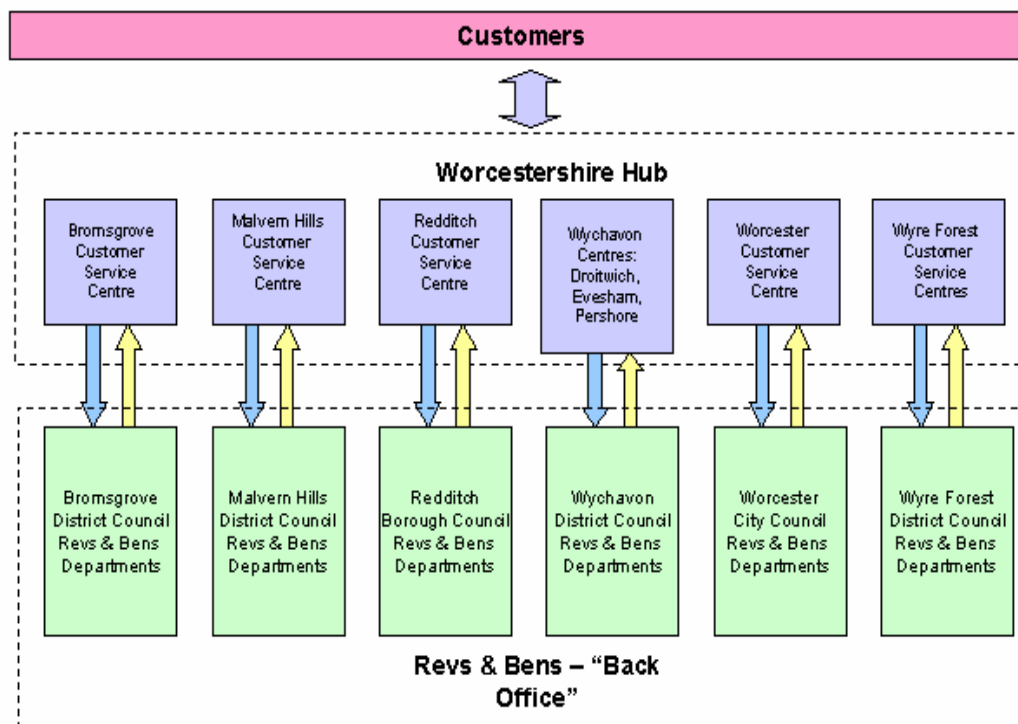 Customers
Worcestershire Hub
Bromsgrove
Customer
Service
Centre
Malvern Hills
Customer
Service
Centre
Redditch
Customer
Service
Centre
Wychavon
Centres:
Droitwich,
Evesham,
Pershore
Worcester
Customer
Service
Centre
Wyre Forest
Customer
Service
Centres
Bromsgrove
District Council
Revs & Bens
Departments
Malvern Hills
District Council
Revs & Bens
Departments
Redditch
Borough Council
Revs & Bens
Departments
Wychavon
District Council
Revs & Bens
Departments
Worcester
City Council
Revs & Bens
Departments
Wyre Forest
District Council
Revs & Bens
Departments
Revs & Bens – “Back
Office”